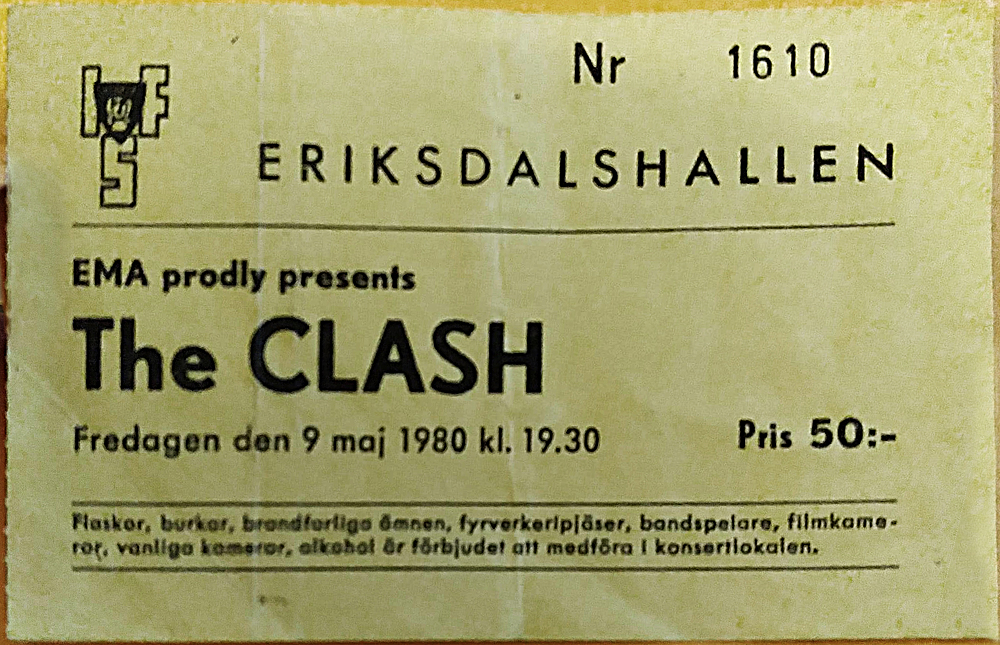 Nr 1610
IFS
ERIKSDALSHALLEN
EMA prodly presents
The CLASH
Fredagen den 9 maj 1980 kl. 19.30
Pris 50:-
Flaskor, burkar, brandfarliga ämnen, fyrverkeripjäser, bandspelare, filmkame-
ror, vanliga kameror, alkohol är förbjudet att medföra i konsertlokalen.